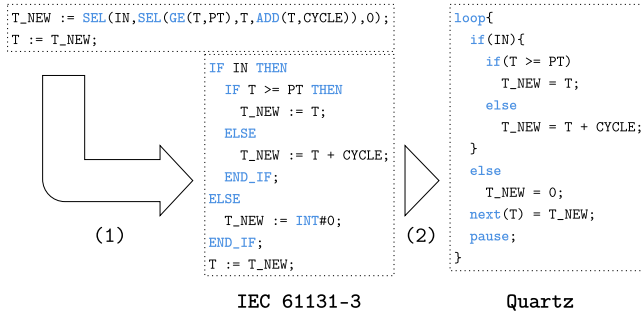 T_NEW := SEL(IN,SEL(GE(T,PT),T,ADD(T,CYCLE)),0);
T := T_NEW;
(1)
IF IN THEN
IF T >= PT THEN
T_NEW := T;
ELSE
T_NEW := T + CYCLE;
END_IF;
ELSE
T_NEW := INT#0;
END_IF;
T := T_NEW;
IEC 61131-3
(2)
loop{
if(IN){
if(T >= PT)
T_NEW = T;
else
T_NEW = T + CYCLE;
}
else
T_NEW = 0;
next(T) = T_NEW;
pause;
}
Quartz